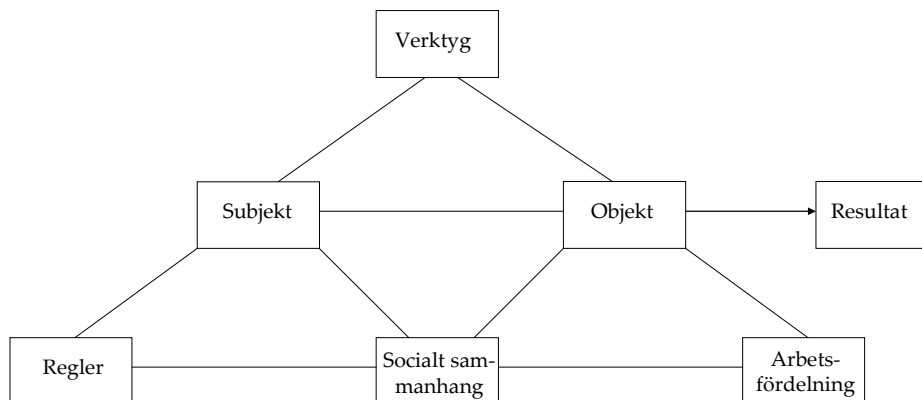 Verktyg
Subjekt
Objekt
Resultat
Regler
Socialt sam-
manhang
Arbets-
fördelning